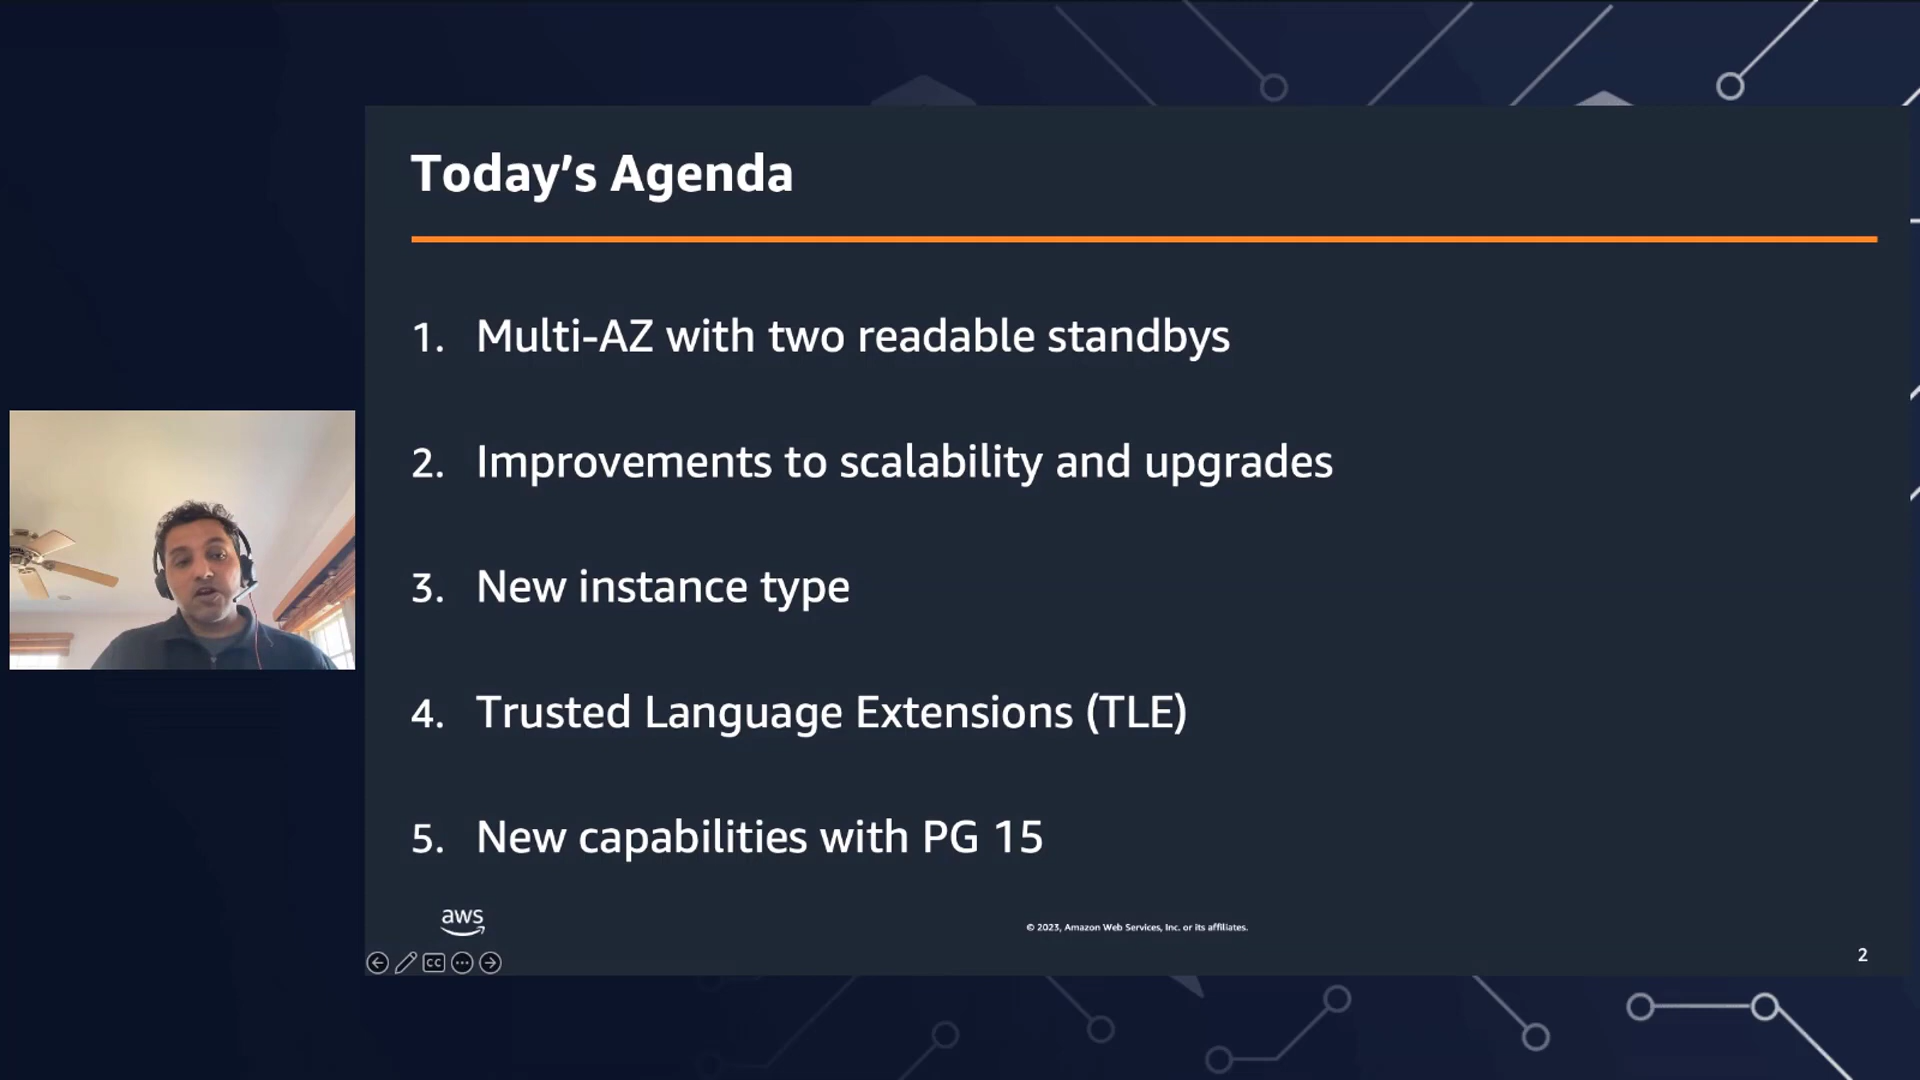 Today’s Agenda
1. Multi-AZ with two readable standbys
2. Improvements to scalability and upgrades
3. New instance type
4. Trusted Language Extensions (TLE)
5. New capabilities with PG 15
aws
© 2023, Amazon Web Services, Inc. or its affiliates.
2
CC